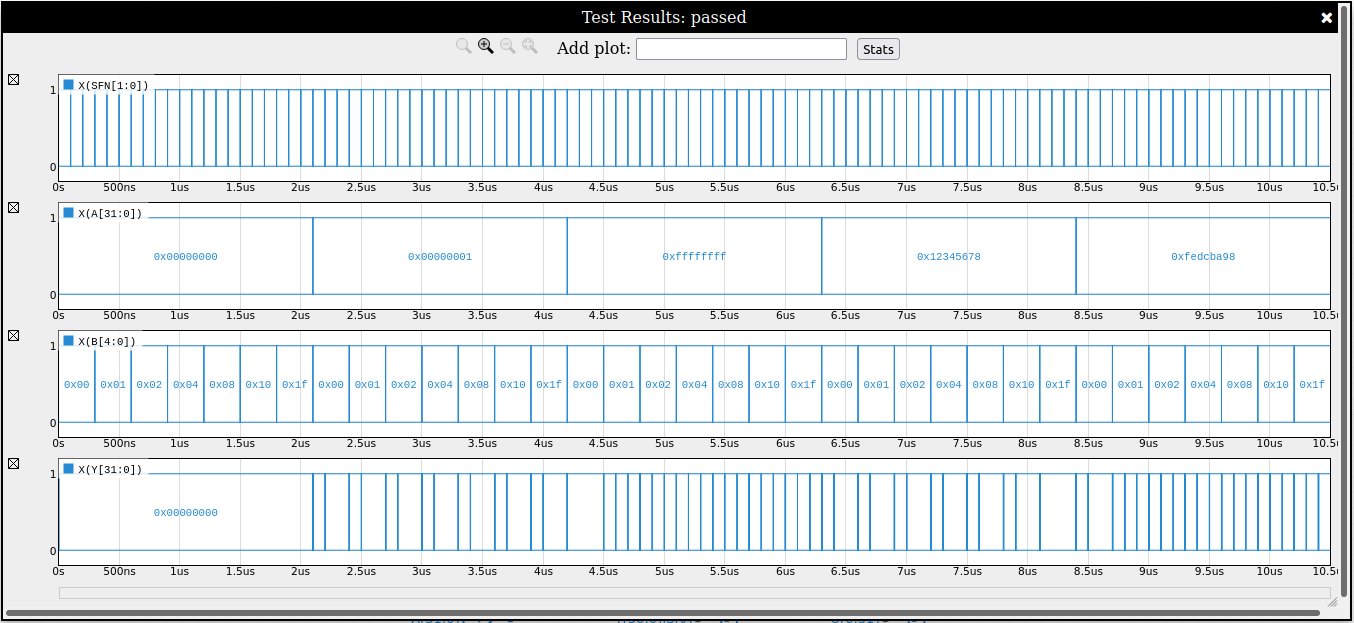 Test Results: passed
Add plot: Stats
X(SFN[1:0])
1
0
0s 500ns 1us 1.5us 2us 2.5us 3us 3.5us 4us 4.5us 5us 5.5us 6us 6.5us 7us 7.5us 8us 8.5us 9us 9.5us 10us 10.5u
X(A[31:0])
1
0x00000000 0x00000001 0xffffffff 0x12345678 0xfedcba98
0
0s 500ns 1us 1.5us 2us 2.5us 3us 3.5us 4us 4.5us 5us 5.5us 6us 6.5us 7us 7.5us 8us 8.5us 9us 9.5us 10us 10.5u
X(B[4:0])
1
0x00 0x01 0x02 0x04 0x08 0x10 0x1f 0x00 0x01 0x02 0x04 0x08 0x10 0x1f 0x00 0x01 0x02 0x04 0x08 0x10 0x1f 0x00 0x01 0x02 0x04 0x08 0x10 0x1f 0x00 0x01 0x02 0x04 0x08 0x10 0x1f
0
0s 500ns 1us 1.5us 2us 2.5us 3us 3.5us 4us 4.5us 5us 5.5us 6us 6.5us 7us 7.5us 8us 8.5us 9us 9.5us 10us 10.5u
X(Y[31:0])
1
0x00000000
0
0s 500ns 1us 1.5us 2us 2.5us 3us 3.5us 4us 4.5us 5us 5.5us 6us 6.5us 7us 7.5us 8us 8.5us 9us 9.5us 10us 10.5u